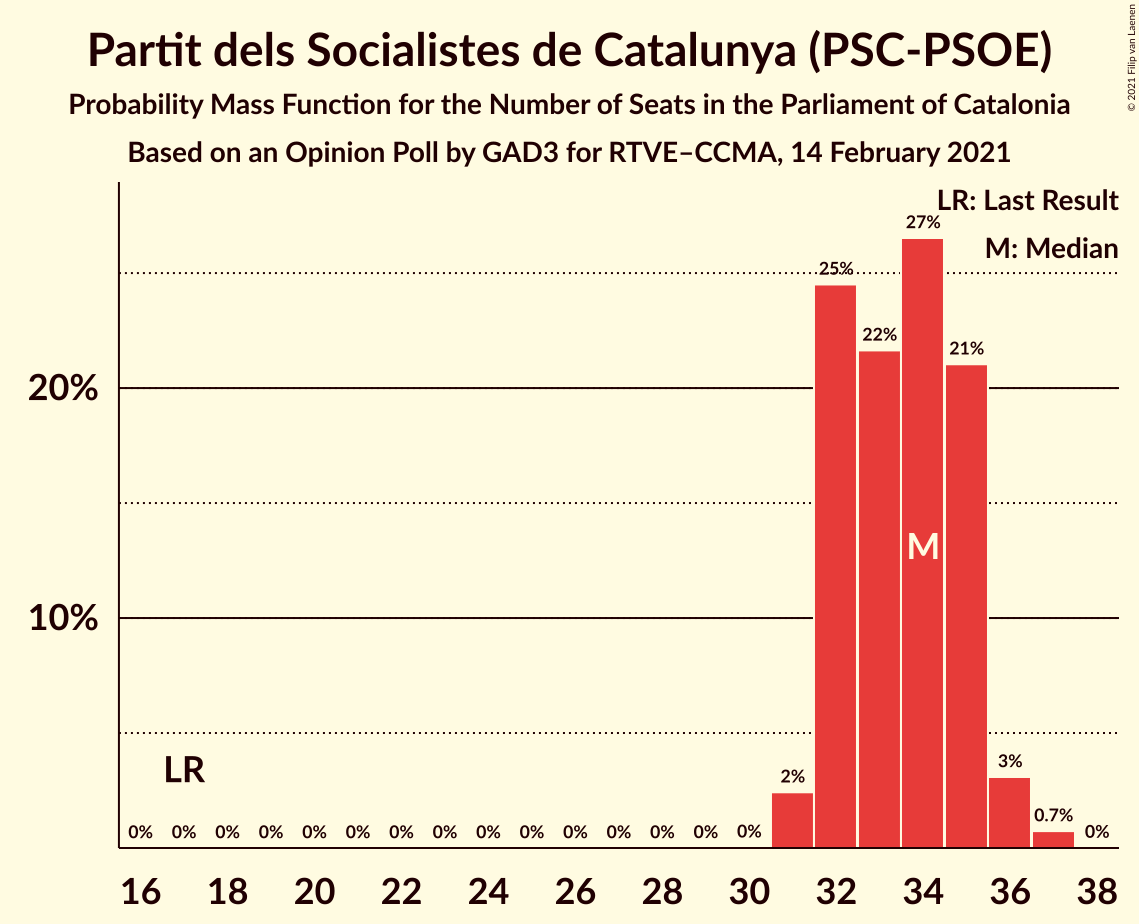 Partit dels Socialistes de Catalunya (PSC-PSOE)
Probability Mass Function for the Number of Seats in the Parliament of Catalonia
Based on an Opinion Poll by GAD3 for RTVE–CCMA, 14 February 2021
© 2021 Filip van Laenen
LR: Last Result
M: Median
27%
25%
22%
21%
20%
M
10%
LR
2%
3%
0.7%
0% 0% 0% 0% 0% 0% 0% 0% 0% 0% 0% 0% 0% 0% 0% 0%
16 18 20 22 24 26 28 30 32 34 36 38